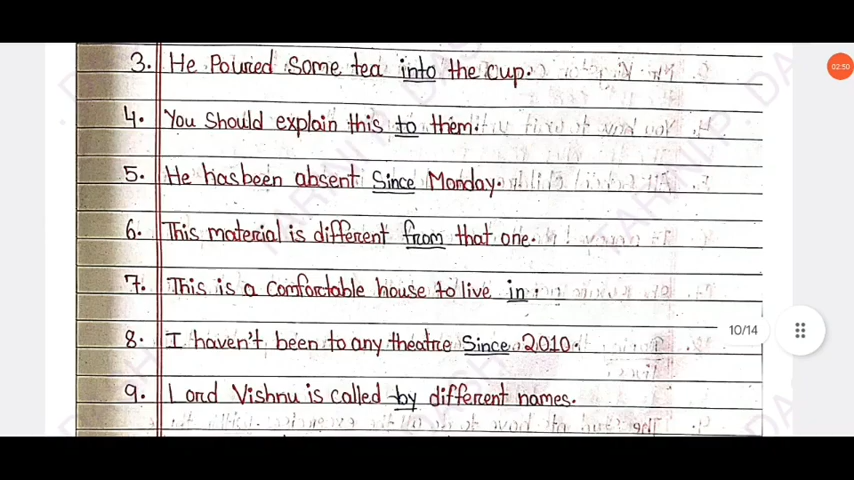 3. He Poured some tea into the cup.
4. You Should explain this to them.
5. He has been absent Since Monday.
6. This material is different from that one.
7. This is a comfortable house to live in.
8. I haven't been to any theatre Since 2010.
9. Lord Vishnu is called by different names.
02:50
10/14